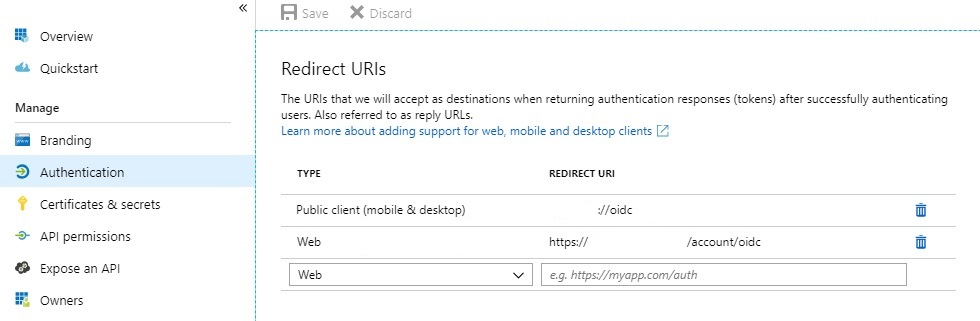 «
Save
Discard
Overview
Quickstart
Manage
Branding
Authentication
Certificates & secrets
API permissions
Expose an API
Owners
Redirect URIs
The URIs that we will accept as destinations when returning authentication responses (tokens) after successfully authenticating
users. Also referred to as reply URLs.
Learn more about adding support for web, mobile and desktop clients
TYPE REDIRECT URI
Public client (mobile & desktop) ://oidc
Web https:// /account/oidc
Web e.g. https://myapp.com/auth